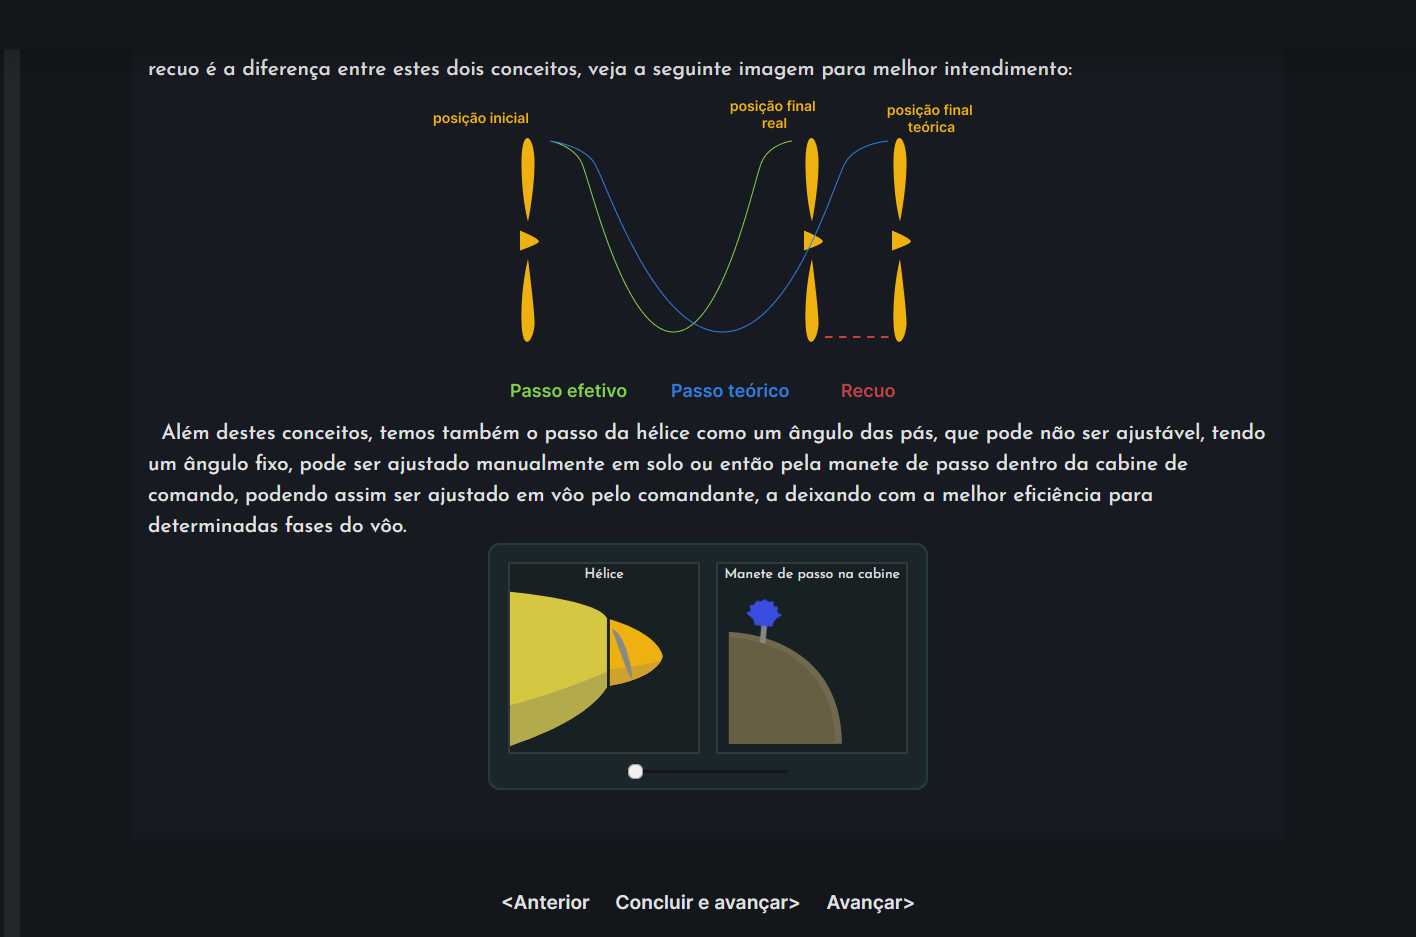 recuo é a diferença entre estes dois conceitos, veja a seguinte imagem para melhor intendimento:
posição inicial
posição final
real
posição final
teórica
Passo efetivo
Passo teórico
Recuo
Além destes conceitos, temos também o passo da hélice como um ângulo das pás, que pode não ser ajustável, tendo
um ângulo fixo, pode ser ajustado manualmente em solo ou então pela manete de passo dentro da cabine de
comando, podendo assim ser ajustado em vôo pelo comandante, a deixando com a melhor eficiência para
determinadas fases do vôo.
Hélice
Manete de passo na cabine
<Anterior
Concluir e avançar>
Avançar>